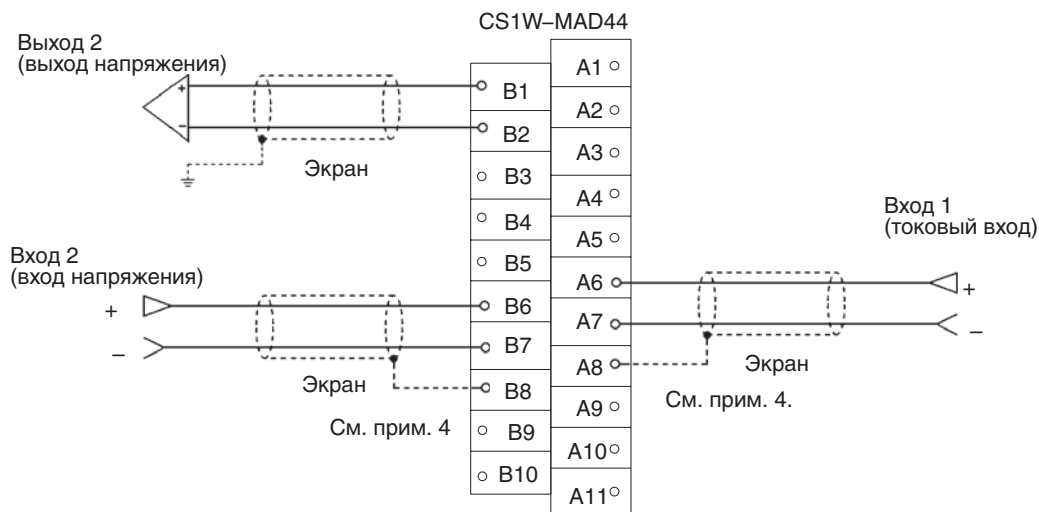 CS1W–MAD44
Выход 2
(выход напряжения)
+
–
Экран
Вход 2
(вход напряжения)
+
–
Экран
См. прим. 4
B1
B2
B3
B4
B5
B6
B7
B8
B9
B10
A1
A2
A3
A4
A5
A6
A7
A8
A9
A10
A11
Вход 1
(токовый вход)
+
–
Экран
См. прим. 4.